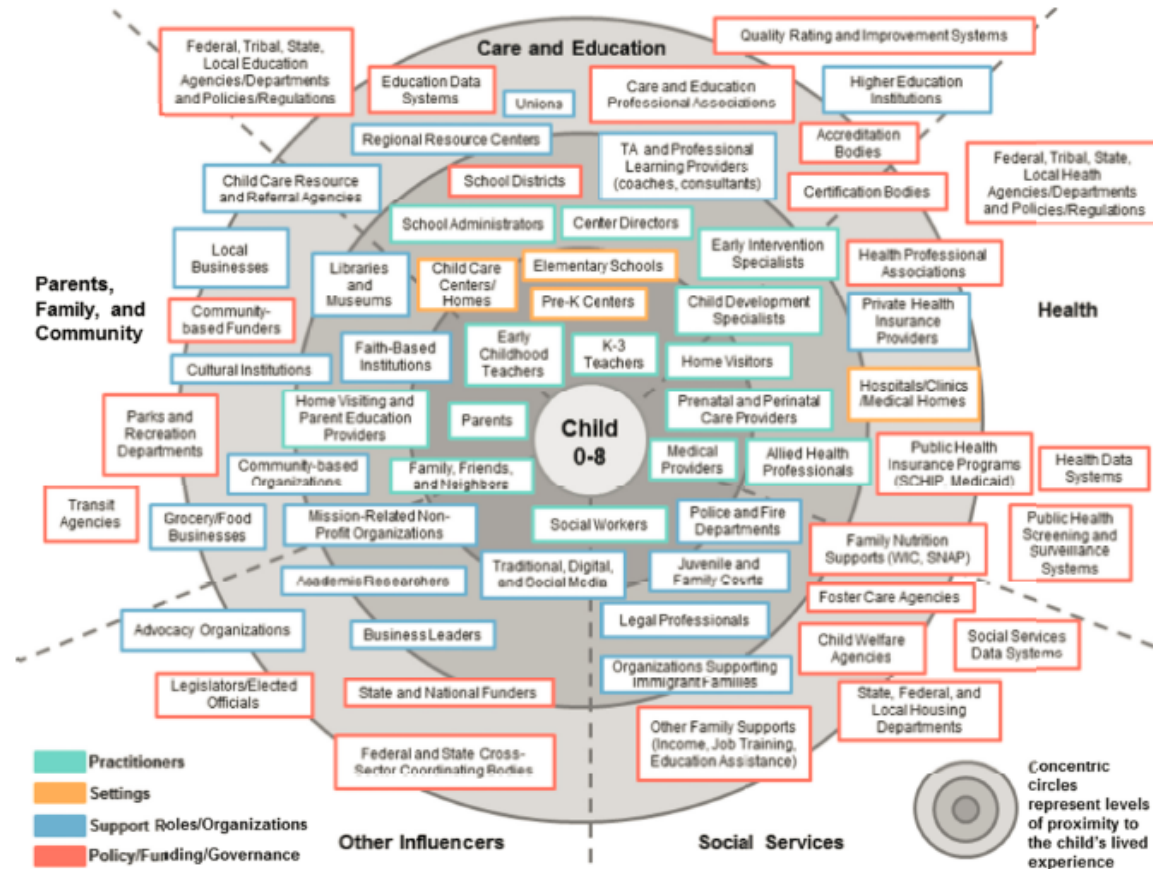 Care and Education
Federal, Tribal, State,
Local Education
Agencies/Departments
and Policies/Regulations
Education Data
Systems
Unions
Care and Education
Professional Associations
Quality Rating and Improvement Systems
Higher Education
Institutions
Regional Resource Centers
TA and Professional
Learning Providers
(coaches, consultants)
Accreditation
Bodies
Child Care Resource
and Referral Agencies
School Districts
Certification Bodies
Federal, Tribal, State,
Local Heath
Agencies/Departments
and Policies/Regulations
School Administrators
Center Directors
Local
Businesses
Libraries
and
Museums
Child Care
Centers/
Homes
Elementary Schools
Pre-K Centers
Early Intervention
Specialists
Health Professional
Associations
Parents,
Family, and
Community
Health
Community-
based Funders
Child Development
Specialists
Private Health
Insurance
Providers
Cultural Institutions
Faith-Based
Institutions
Early
Childhood
Teachers
K-3
Teachers
Home Visitors
Hospitals/Clinics
/Medical Homes
Parks and
Recreation
Departments
Home Visiting and
Parent Education
Providers
Parents
Child
0-8
Prenatal and Perinatal
Care Providers
Community-based
Organizations
Family, Friends,
and Neighbors
Medical
Providers
Allied Health
Professionals
Public Health
Insurance Programs
(SCHIP, Medicaid)
Health Data
Systems
Transit
Agencies
Grocery/Food
Businesses
Mission-Related Non-
Profit Organizations
Social Workers
Police and Fire
Departments
Family Nutrition
Supports (WIC, SNAP)
Public Health
Screening and
Surveillance
Systems
Academic Researchers
Traditional, Digital,
and Social Media
Juvenile and
Family Courts
Foster Care Agencies
Advocacy Organizations
Business Leaders
Legal Professionals
Child Welfare
Agencies
Social Services
Data Systems
Legislators/Elected
Officials
State and National Funders
Organizations Supporting
Immigrant Families
State, Federal, and
Local Housing
Departments
Federal and State Cross-
Sector Coordinating Bodies
Other Family Supports
(Income, Job Training,
Education Assistance)
Practitioners
Settings
Support Roles/Organizations
Policy/Funding/Governance
Other Influencers
Social Services
Concentric
circles
represent levels
of proximity to
the child's lived
experience